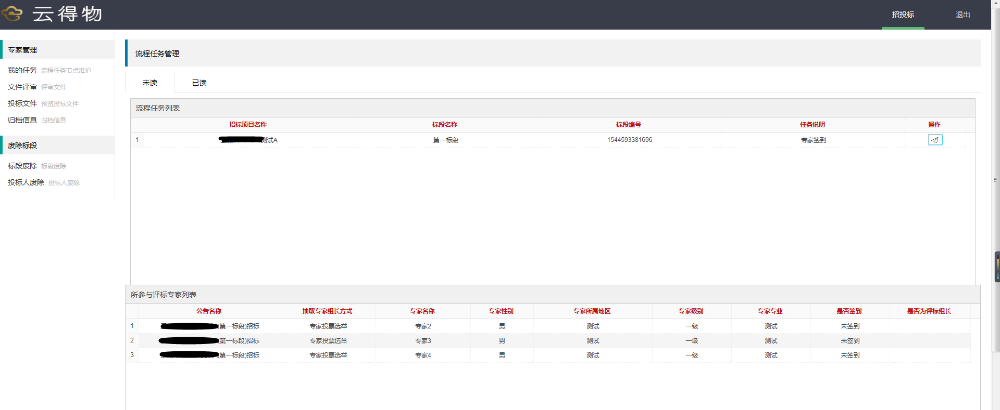 云得物
招投标 退出
专家管理
我的任务 流程任务节点维护
文件评审 评审文件
投标文件 预览投标文件
归档信息 归档信息
废除标段
标段废除 标段废除
投标人废除 投标人废除
流程任务管理
未读 已读
流程任务列表
招标项目名称 标段名称 标段编号 任务说明 操作
1 测试A 第一标段 1544593381696 专家签到
所参与评标专家列表
公告名称 抽取专家组长方式 专家名称 专家性别 专家所属地区 专家级别 专家专业 是否签到 是否为评标组长
1 (第一标段)招标 专家投票选举 专家2 男 测试 一级 测试 未签到
2 (第一标段)招标 专家投票选举 专家3 男 测试 一级 测试 未签到
3 (第一标段)招标 专家投票选举 专家4 男 测试 一级 测试 未签到